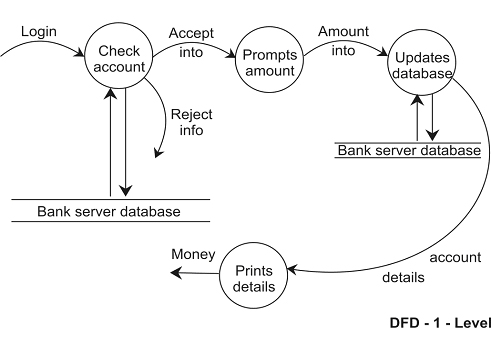 Login
Check
account
Accept
into
Prompts
amount
Amount
into
Updates
database
Reject
info
Bank server database
Bank server database
Money
Prints
details
account
details
DFD - 1 - Level